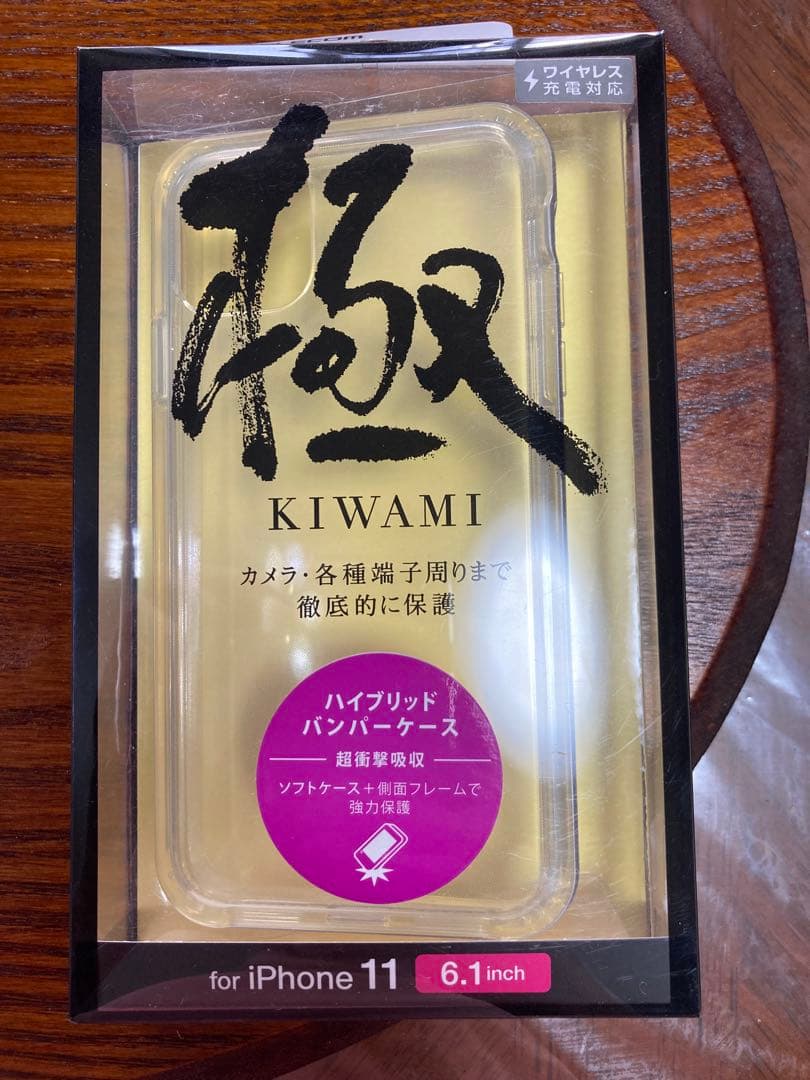 ワイヤレス
充電対応
極
KIWAMI
カメラ・各種端子周りまで
徹底的に保護
ハイブリッド
バンパーケース
超衝撃吸収
ソフトケース＋側面フレームで
強力保護
for iPhone 11 6.1inch